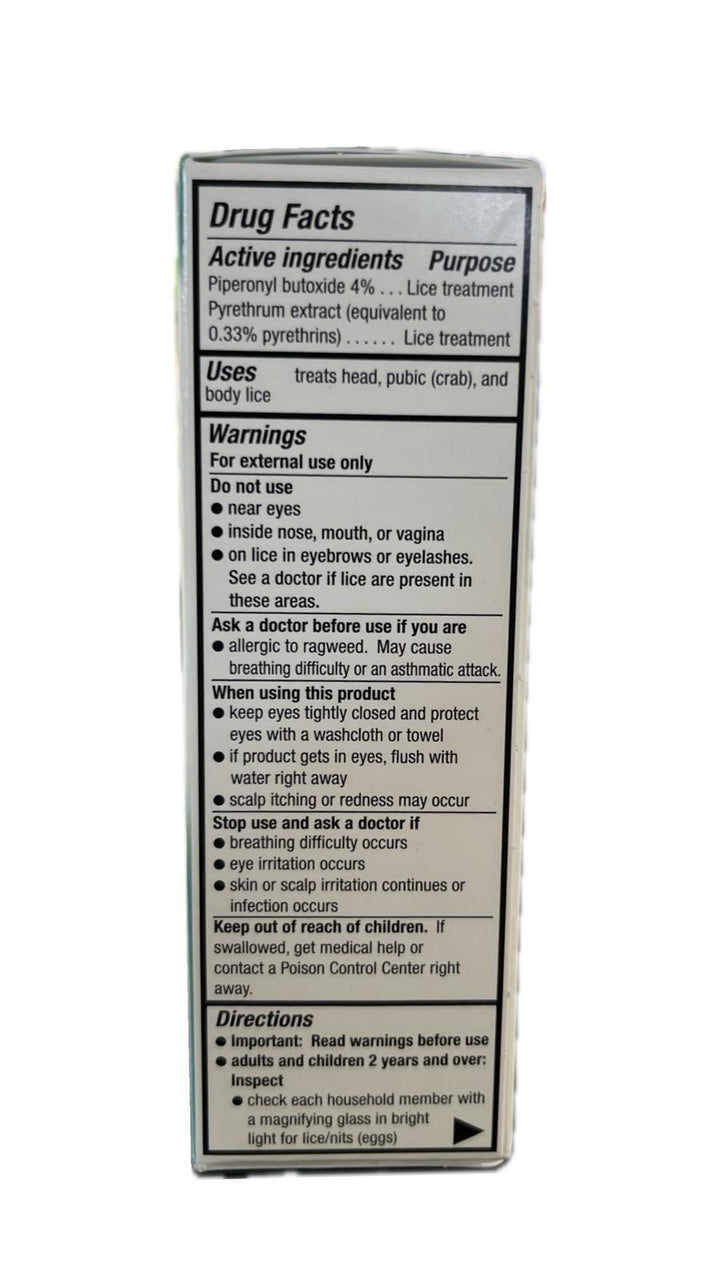 Drug Facts
Active ingredients Purpose
Piperonyl butoxide 4% ... Lice treatment
Pyrethrum extract (equivalent to
0.33% pyrethrins) ...... Lice treatment
Uses treats head, pubic (crab), and
body lice
Warnings
For external use only
Do not use
● near eyes
● inside nose, mouth, or vagina
● on lice in eyebrows or eyelashes.
See a doctor if lice are present in
these areas.
Ask a doctor before use if you are
● allergic to ragweed. May cause
breathing difficulty or an asthmatic attack.
When using this product
● keep eyes tightly closed and protect
eyes with a washcloth or towel
● if product gets in eyes, flush with
water right away
● scalp itching or redness may occur
Stop use and ask a doctor if
● breathing difficulty occurs
● eye irritation occurs
● skin or scalp irritation continues or
infection occurs
Keep out of reach of children. If
swallowed, get medical help or
contact a Poison Control Center right
away.
Directions
● Important: Read warnings before use
● adults and children 2 years and over:
Inspect
● check each household member with
a magnifying glass in bright
light for lice/nits (eggs)